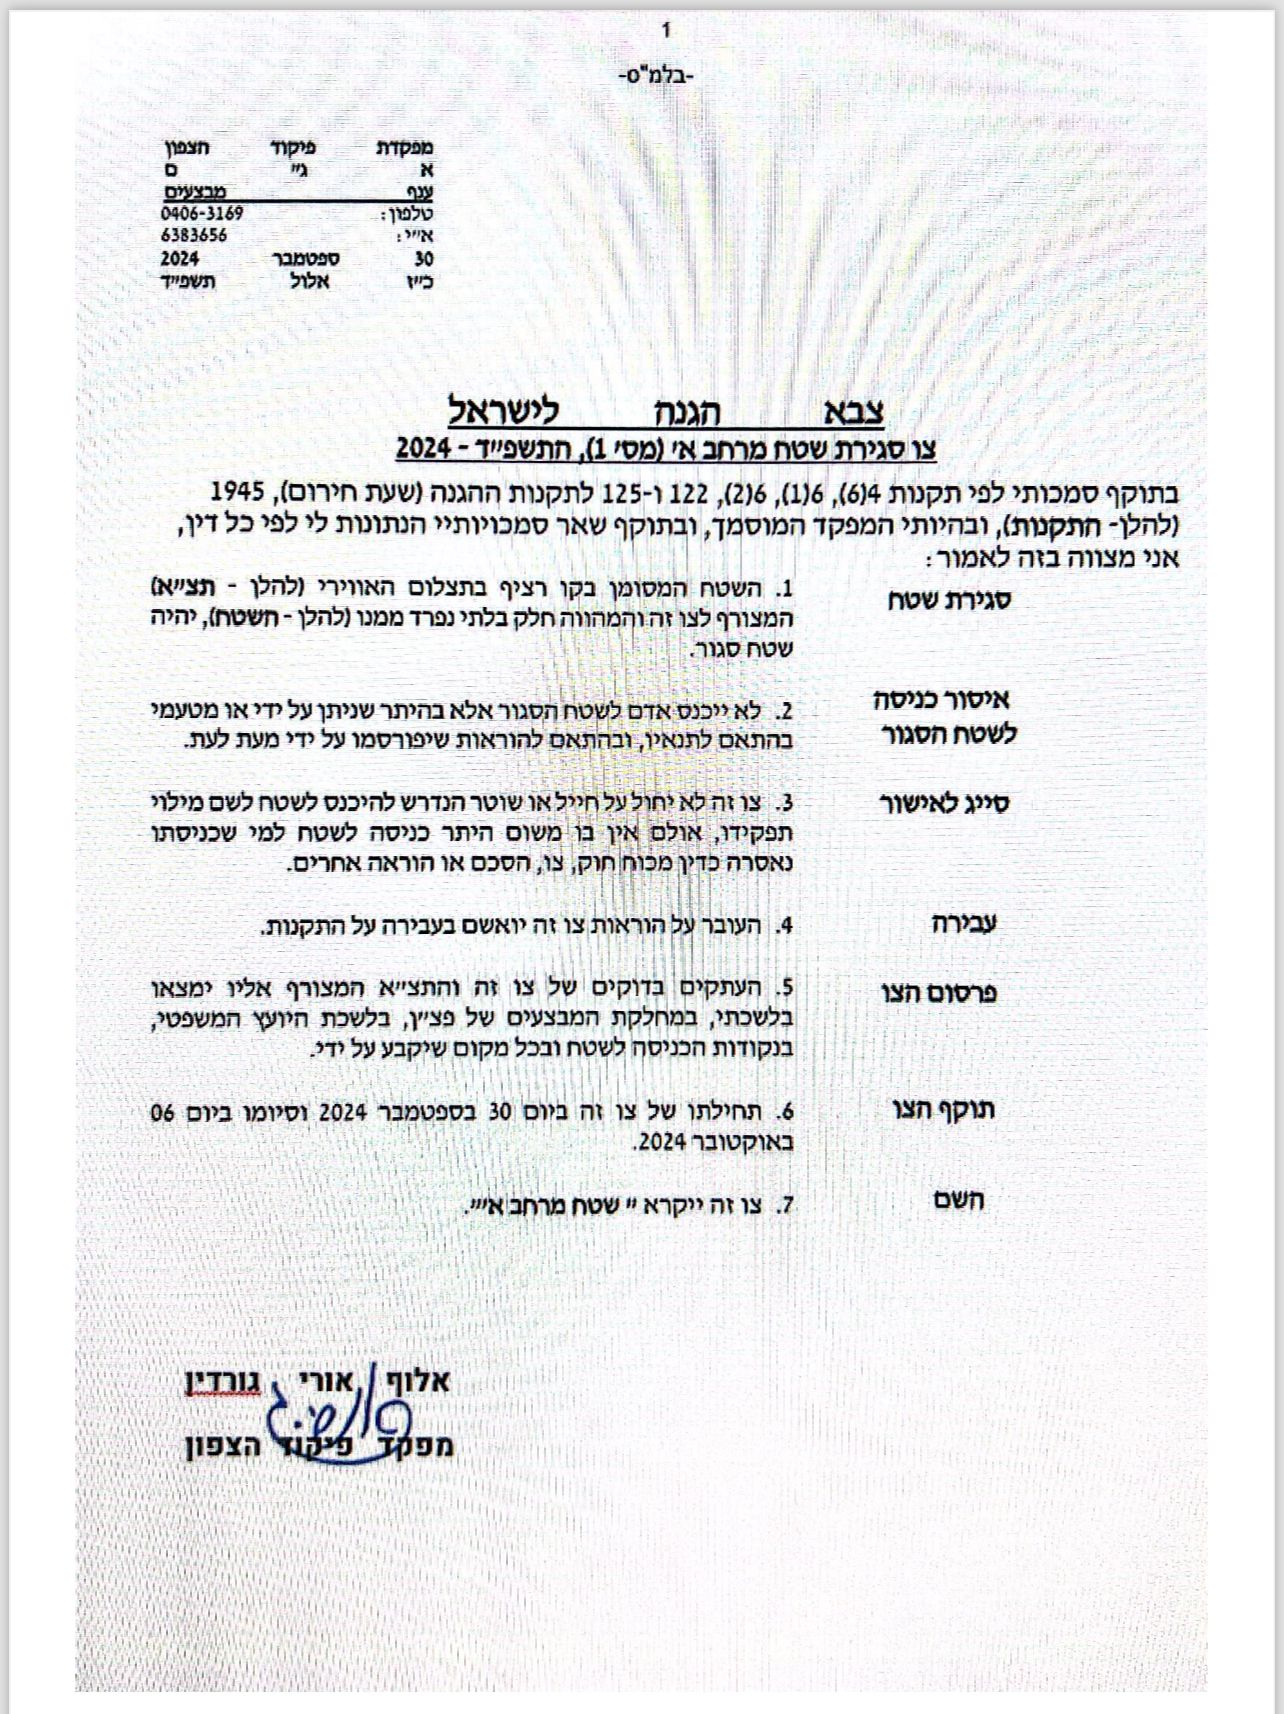 1
-בלמ"ס-
מפקדת פיקוד הצפון
א ג״ ם
ענף מבצעים
טלפון: 0406-3169
א״י: 6383656
30 ספטמבר 2024
כ״ז אלול תשפ״ד
צבא הגנה לישראל
צו סגירת שטח מרחב א׳ (מס׳ 1), התשפ״ד - 2024
בתוקף סמכותי לפי תקנות 4(6), 6(1), 6(2), 122 ו-125 לתקנות ההגנה (שעת חירום), 1945
(להלן- התקנות), ובהיותי המפקד המוסמך, ובתוקף שאר סמכויותיי הנתונות לי לפי כל דין,
אני מצווה בזה לאמור:
סגירת שטח
1. השטח המסומן בקו רציף בתצלום האווירי (להלן - תצ״א)
המצורף לצו זה והמהווה חלק בלתי נפרד ממנו (להלן - השטח), יהיה
שטח סגור.
איסור כניסה
לשטח הסגור
2. לא ייכנס אדם לשטח הסגור אלא בהיתר שניתן על ידי או מטעמי
בהתאם לתנאיו, ובהתאם להוראות שיפורסמו על ידי מעת לעת.
סייג לאישור
3. צו זה לא יחול על חייל או שוטר הנדרש להיכנס לשטח לשם מילוי
תפקידו, אולם אין בו משום היתר כניסה לשטח למי שכניסתו
נאסרה כדין מכוח חוק, צו, הסכם או הוראה אחרים.
עבירה
4. העובר על הוראות צו זה יואשם בעבירה על התקנות.
פרסום הצו
5. העתקים בדוקים של צו זה והתצ״א המצורף אליו ימצאו
בלשכתי, במחלקת המבצעים של פצ״ן, בלשכת היועץ המשפטי,
בנקודות הכניסה לשטח ובכל מקום שיקבע על ידי.
תוקף הצו
6. תחילתו של צו זה ביום 30 בספטמבר 2024 וסיומו ביום 06
באוקטובר 2024.
השם
7. צו זה ייקרא ״ שטח מרחב א׳״.
אלוף אורי גורדין
מפקד פיקוד הצפון